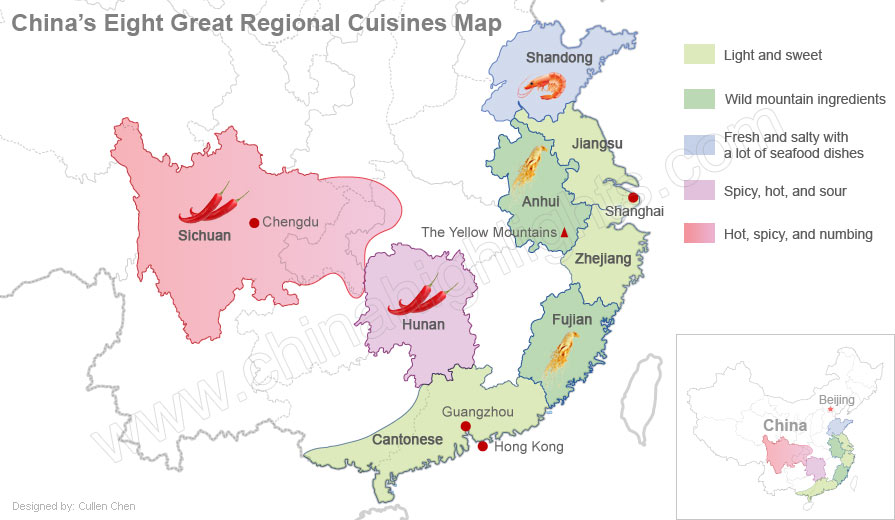 China's Eight Great Regional Cuisines Map
Shandong
Light and sweet
Wild mountain ingredients
Fresh and salty with
a lot of seafood dishes
Spicy, hot, and sour
Hot, spicy, and numbing
Jiangsu
Anhui
Shanghai
The Yellow Mountains
Zhejiang
Chengdu
Sichuan
Hunan
Fujian
Guangzhou
Cantonese
Hong Kong
Beijing
China
www.chinahighlights.com
Designed by: Cullen Chen